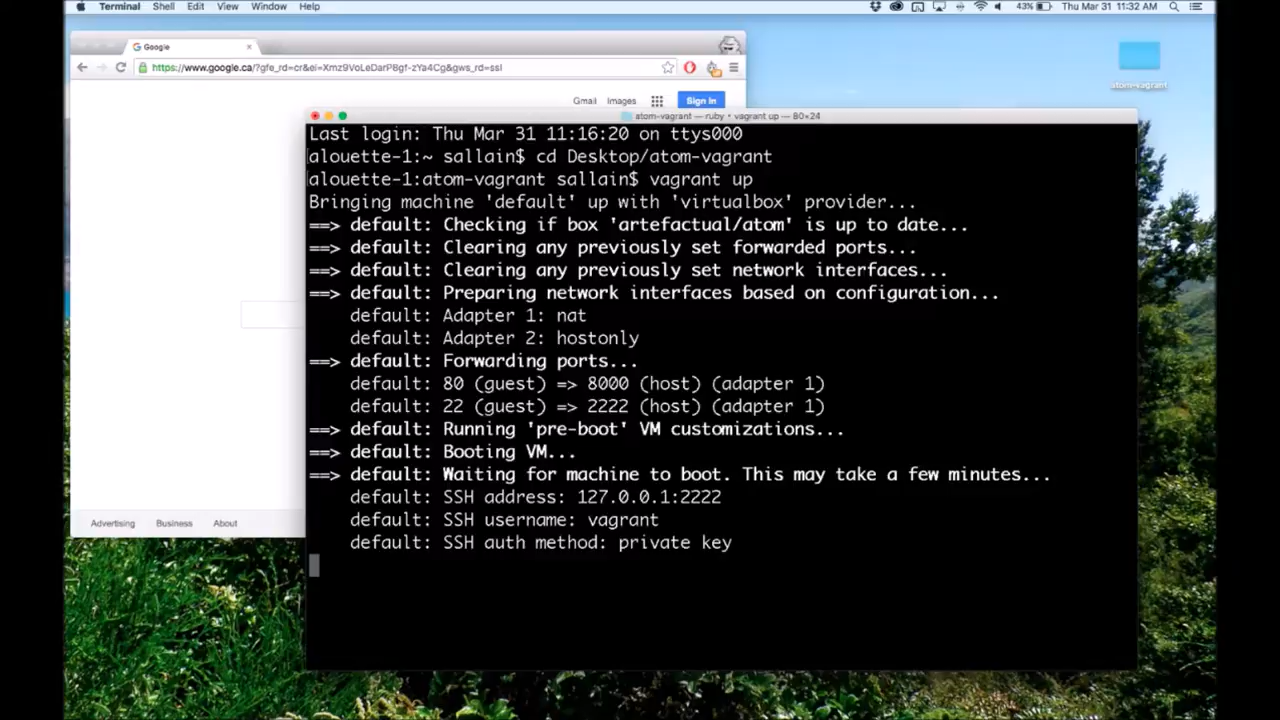 Terminal Shell Edit View Window Help 43% Thu Mar 31 11:32 AM
Google
https://www.google.ca/?gfe_rd=cr&ei=Xmz9VoLeDarP8gf-zYa4Cg&gws_rd=ssl
Gmail Images Sign in
atom-vagrant
atom-vagrant — ruby • vagrant up — 80×24
Last login: Thu Mar 31 11:16:20 on ttys000
[alouette-1:~ sallain$ cd Desktop/atom-vagrant ]
[alouette-1:atom-vagrant sallain$ vagrant up ]
Bringing machine 'default' up with 'virtualbox' provider...
==> default: Checking if box 'artefactual/atom' is up to date...
==> default: Clearing any previously set forwarded ports...
==> default: Clearing any previously set network interfaces...
==> default: Preparing network interfaces based on configuration...
default: Adapter 1: nat
default: Adapter 2: hostonly
==> default: Forwarding ports...
default: 80 (guest) => 8000 (host) (adapter 1)
default: 22 (guest) => 2222 (host) (adapter 1)
==> default: Running 'pre-boot' VM customizations...
==> default: Booting VM...
==> default: Waiting for machine to boot. This may take a few minutes...
default: SSH address: 127.0.0.1:2222
default: SSH username: vagrant
default: SSH auth method: private key
Advertising Business About